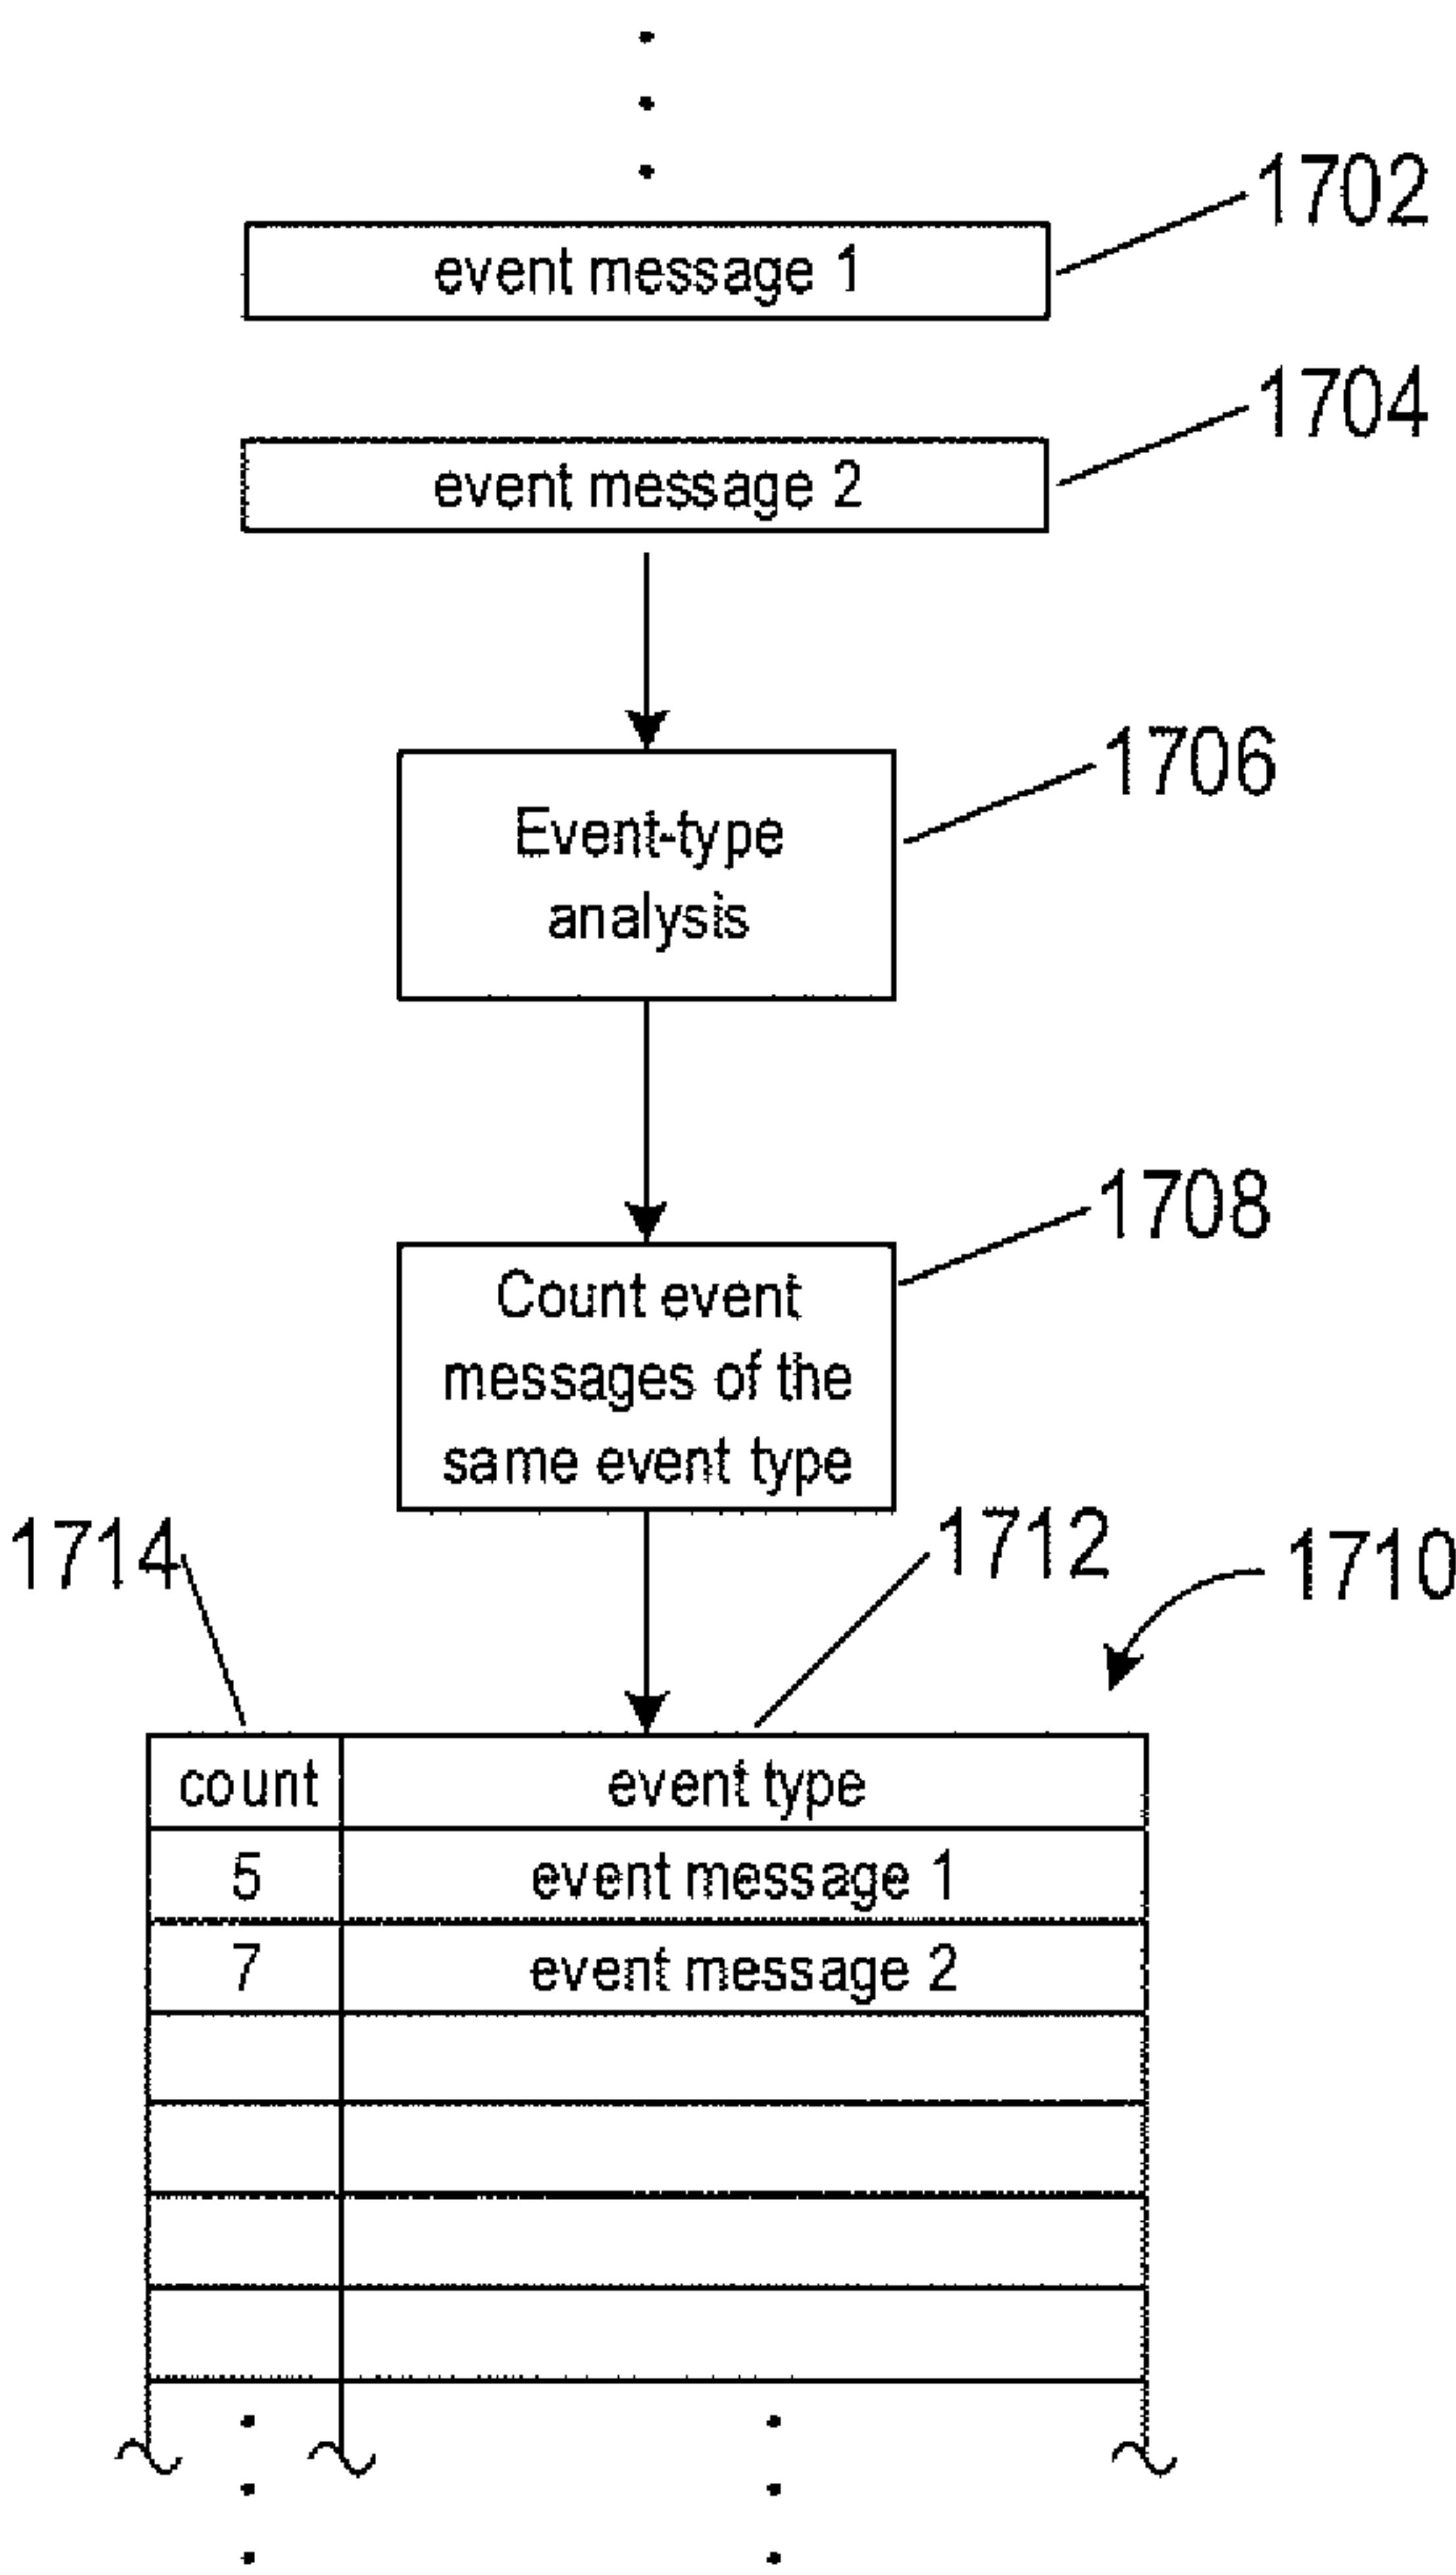 1702
event message 1
1704
event message 2
1706
Event-type
analysis
1708
Count event
messages of the
same event type
1714
1712
1710
count event type
5 event message 1
7 event message 2